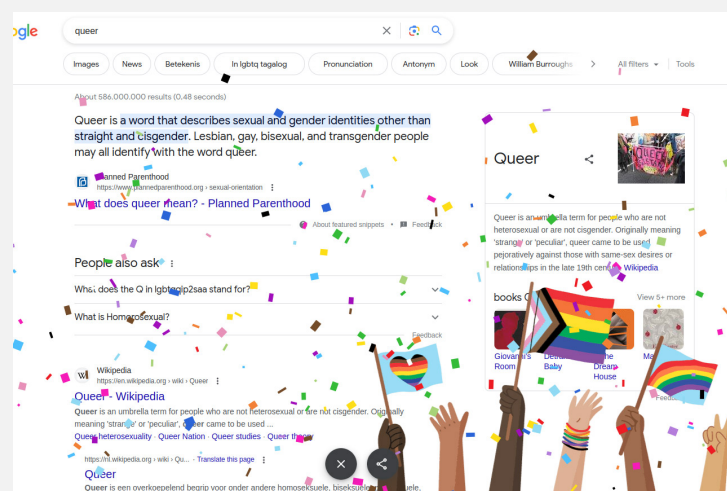 ogle
queer
Images
News
Betekenis
In lgbtq tagalog
Pronunciation
Antonym
Look
William Burroughs
All filters
Tools
About 586.000.000 results (0,48 seconds)
Queer is a word that describes sexual and gender identities other than
straight and cisgender. Lesbian, gay, bisexual, and transgender people
may all identify with the word queer.
Planned Parenthood
https://www.plannedparenthood.org › sexual-orientation
What does queer mean? - Planned Parenthood
About featured snippets • Feedback
People also ask
What does the Q in lgbtqqip2saa stand for?
What is Homorosexual?
Feedback
Wikipedia
https://en.wikipedia.org › wiki › Queer
Queer - Wikipedia
Queer is an umbrella term for people who are not heterosexual or are not cisgender. Originally
meaning 'strange' or 'peculiar', queer came to be used ...
Queer heterosexuality · Queer Nation · Queer studies · Queer theory
https://nl.wikipedia.org › wiki › Qu... - Translate this page
Queer
Queer is een overkoepelend begrip voor onder andere homoseksuele, biseksuele,
Queer
Queer is an umbrella term for people who are not
heterosexual or are not cisgender. Originally meaning
'strange' or 'peculiar', queer came to be used
pejoratively against those with same-sex desires or
relationships in the late 19th century. Wikipedia
books
View 5+ more
Giovanni's
Room
Baby
The
Dream
House